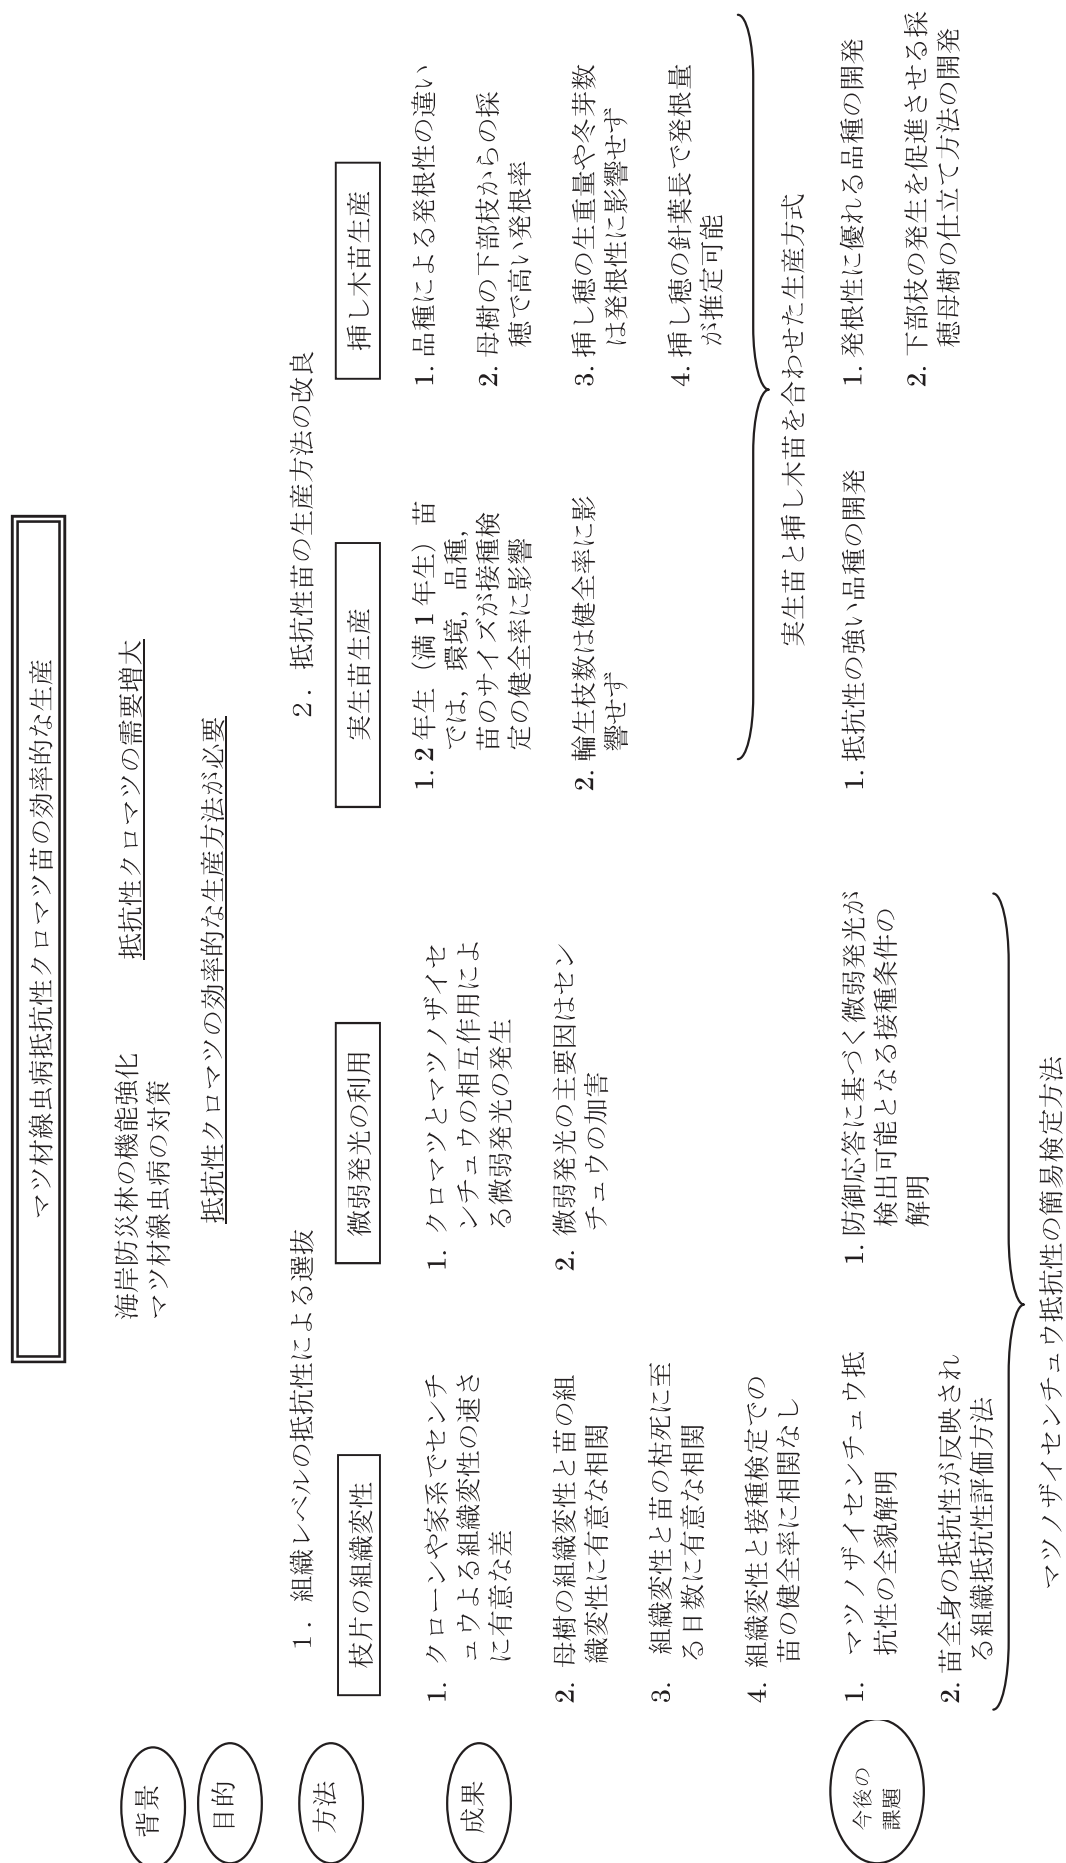 マツ材線虫病抵抗性クロマツ苗の効率的な生産
背景
海岸防災林の機能強化
マツ材線虫病の対策
抵抗性クロマツの需要増大
目的
抵抗性クロマツの効率的な生産方法が必要
方法
1．組織レベルの抵抗性による選抜
2．抵抗性苗の生産方法の改良
枝片の組織変性
微弱発光の利用
実生苗生産
挿し木苗生産
成果
1. クローンや家系でセンチ
ュウよる組織変性の速さ
に有意な差
2. 母樹の組織変性と苗の組
織変性に有意な相関
3. 組織変性と苗の枯死に至
る日数に有意な相関
4. 組織変性と接種検定での
苗の健全率に相関なし
1. クロマツとマツノザイセ
ンチュウの相互作用によ
る微弱発光の発生
2. 微弱発光の主要因はセン
チュウの加害
1. 2 年生（満 1 年生）苗
では，環境，品種，
苗のサイズが接種検
定の健全率に影響
2. 輪生枝数は健全率に影
響せず
1. 品種による発根性の違い
2. 母樹の下部枝からの採
穂で高い発根率
3. 挿し穂の生重量や冬芽数
は発根性に影響せず
4. 挿し穂の針葉長で発根量
が推定可能
実生苗と挿し木苗を合わせた生産方式
今後の
課題
1. マツノザイセンチュウ抵
抗性の全貌解明
2. 苗全身の抵抗性が反映され
る組織抵抗性評価方法
1. 防御応答に基づく微弱発光が
検出可能となる接種条件の
解明
1. 抵抗性の強い品種の開発
1. 発根性に優れる品種の開発
2. 下部枝の発生を促進させる採
穂母樹の仕立て方法の開発
マツノザイセンチュウ抵抗性の簡易検定方法